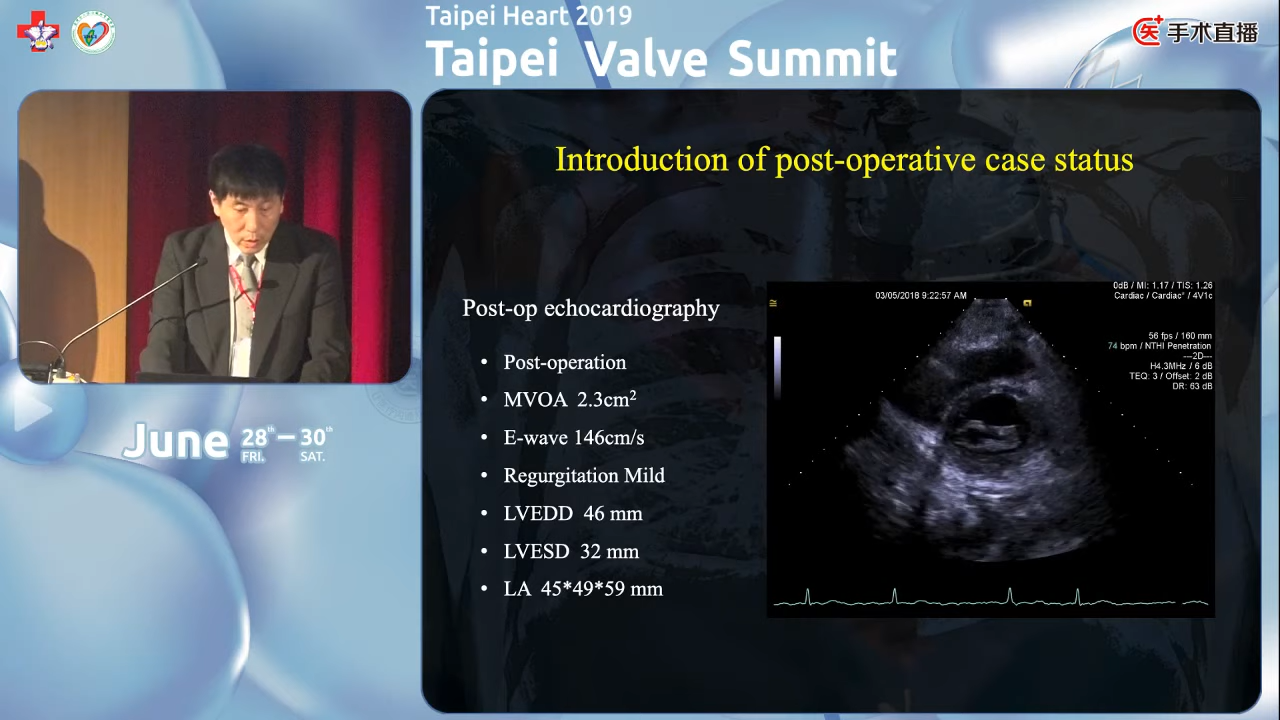 Taipei Heart 2019
Taipei Valve Summit
手术直播
Introduction of post-operative case status
Post-op echocardiography
• Post-operation
• MVOA 2.3cm²
• E-wave 146cm/s
• Regurgitation Mild
• LVEDD 46 mm
• LVESD 32 mm
• LA 45*49*59 mm
03/05/2018 9:22:57 AM
0dB / MI: 1.17 / TIS: 1.26
Cardiac / Cardiac* / 4V1c
56 fps / 160 mm
74 bpm / NTHI Penetration
---2D---
H4.3MHz / 6 dB
TEQ: 3 / Offset: 2 dB
DR: 63 dB
June 28th – 30th
FRI. SAT.